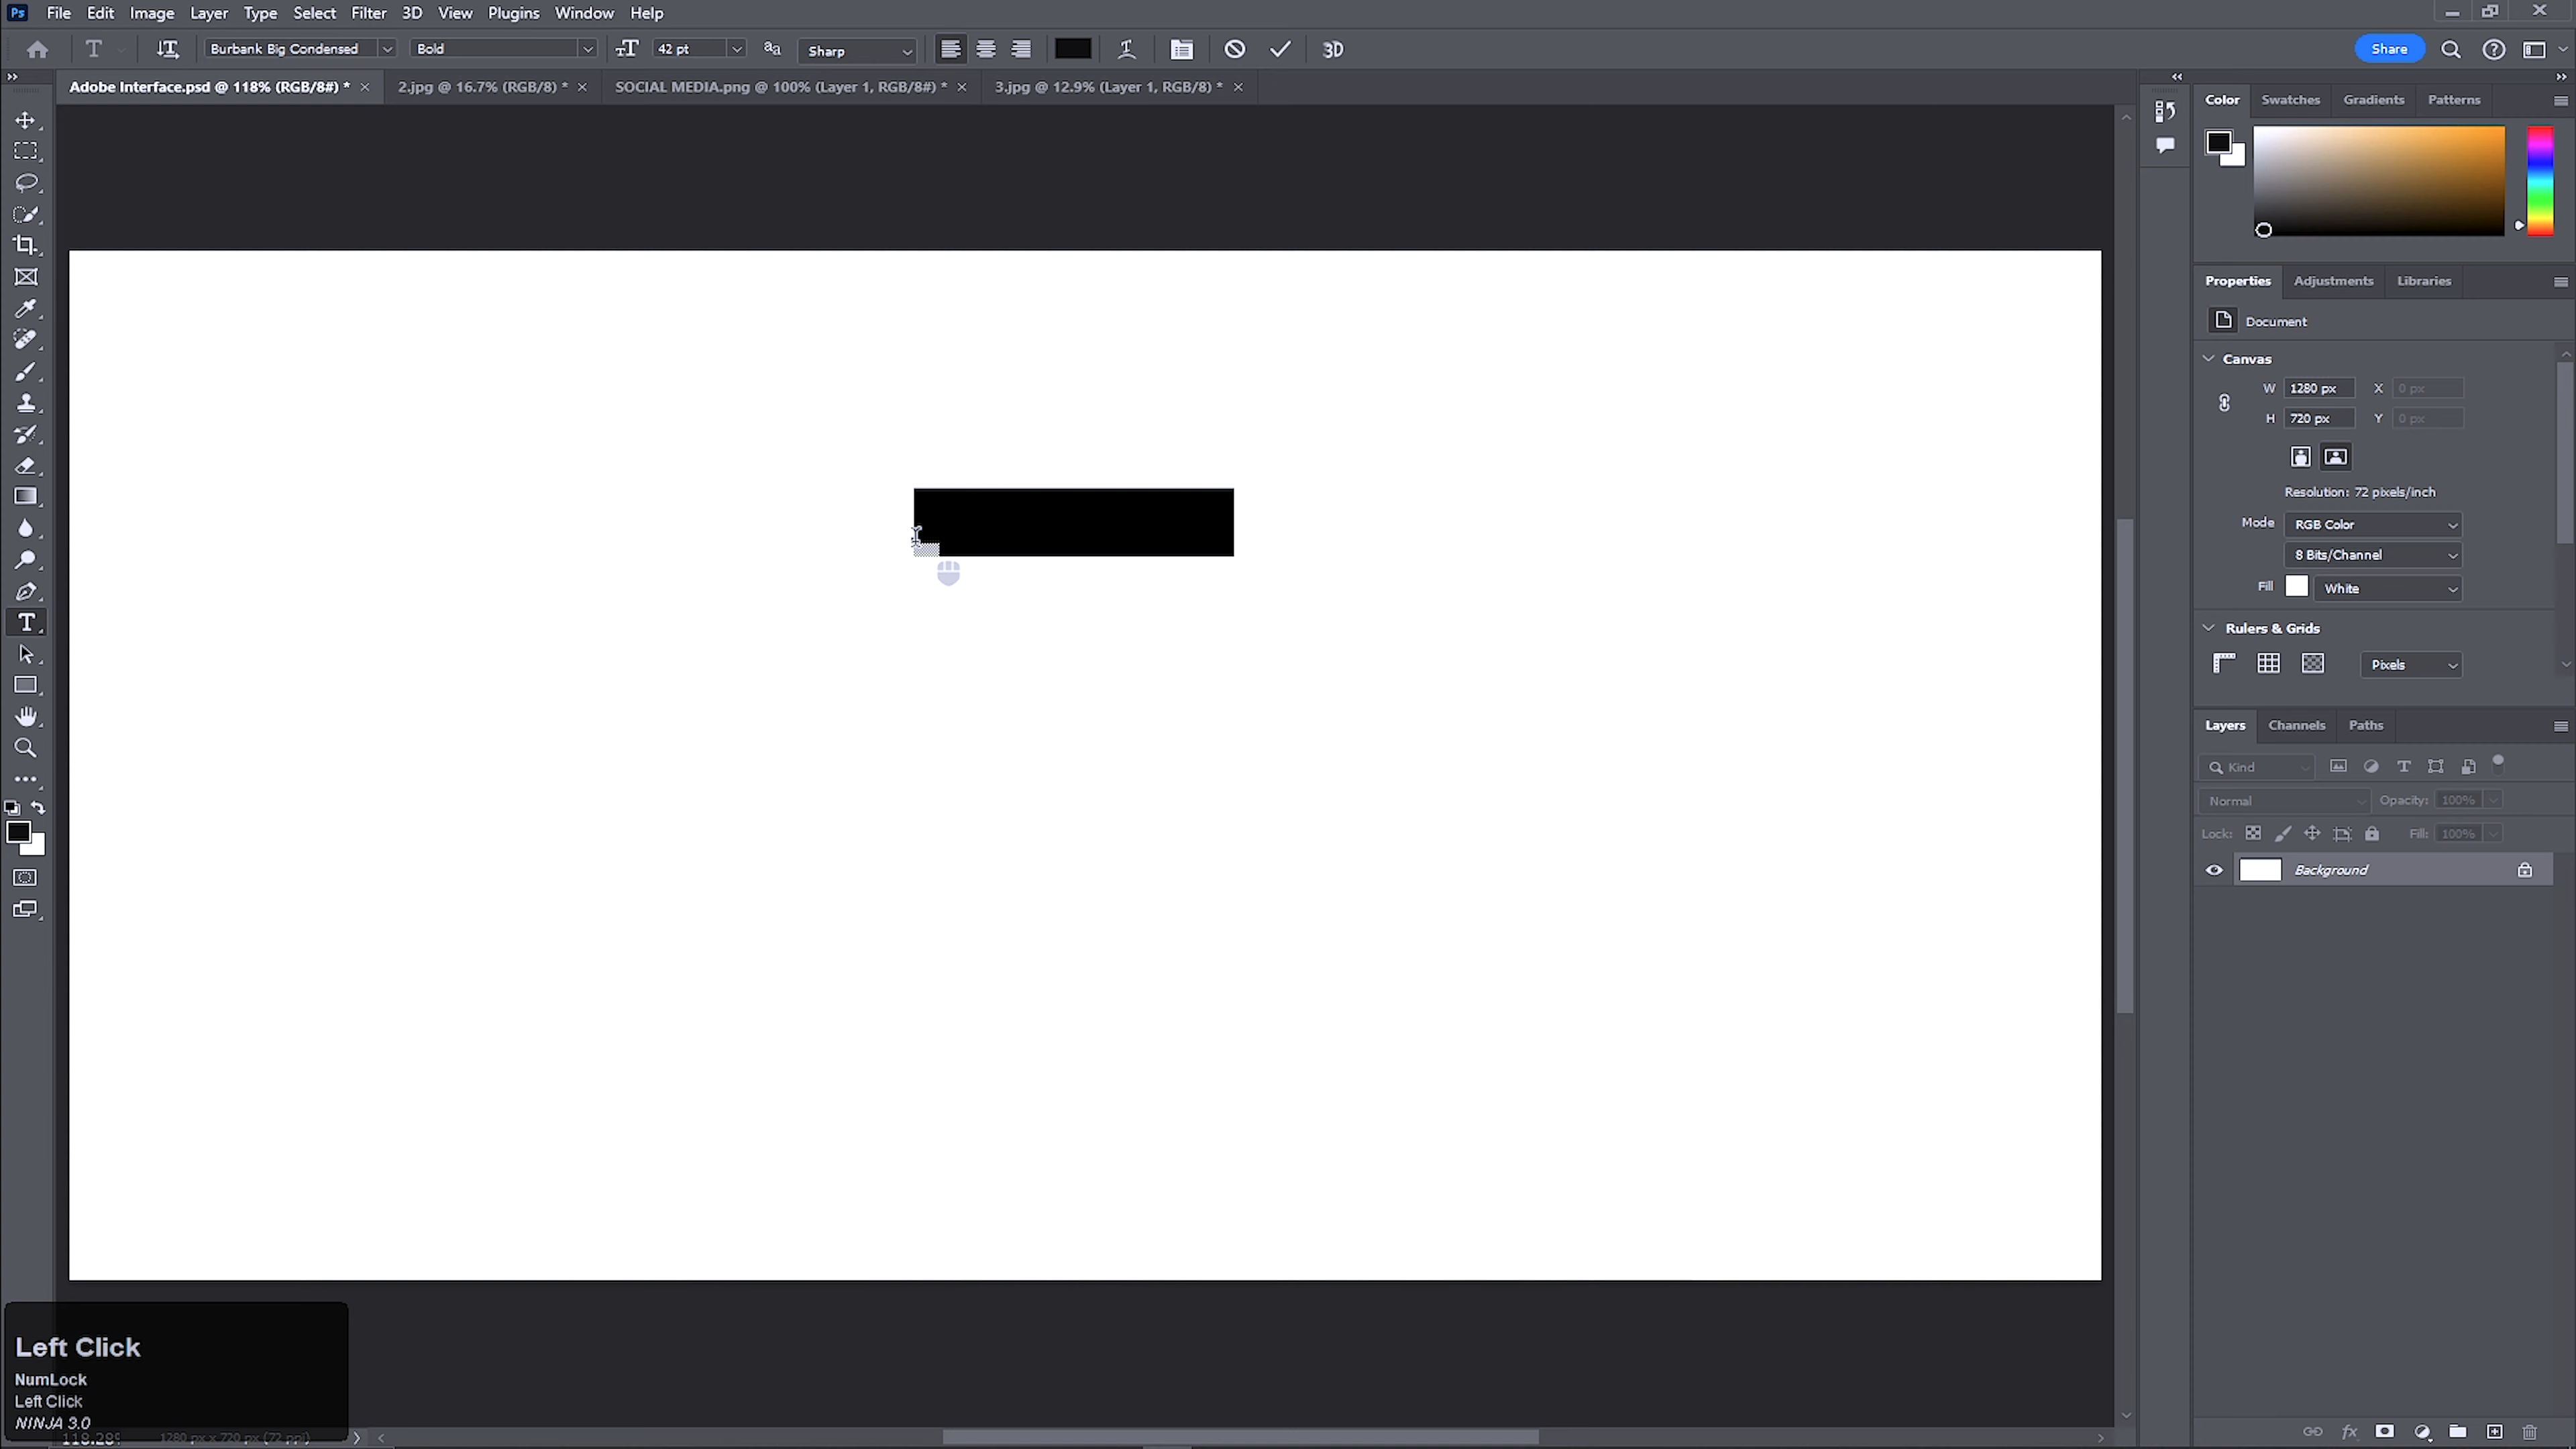 Ps File Edit Image Layer Type Select Filter 3D View Plugins Window Help
Burbank Big Condensed Bold 42 pt Sharp 3D Share
Adobe Interface.psd @ 118% (RGB/8#) * 2.jpg @ 16.7% (RGB/8) * SOCIAL MEDIA.png @ 100% (Layer 1, RGB/8#) * 3.jpg @ 12.9% (Layer 1, RGB/8) *
Color Swatches Gradients Patterns
Properties Adjustments Libraries
Document
Canvas
W 1280 px X 0 px
H 720 px Y 0 px
Resolution: 72 pixels/inch
Mode RGB Color
8 Bits/Channel
Fill White
Rulers & Grids
Pixels
Layers Channels Paths
Kind
Normal Opacity: 100%
Lock: Fill: 100%
Background
Left Click
NumLock
Left Click
NINJA 3.0
1280 px x 720 px (72 ppi)